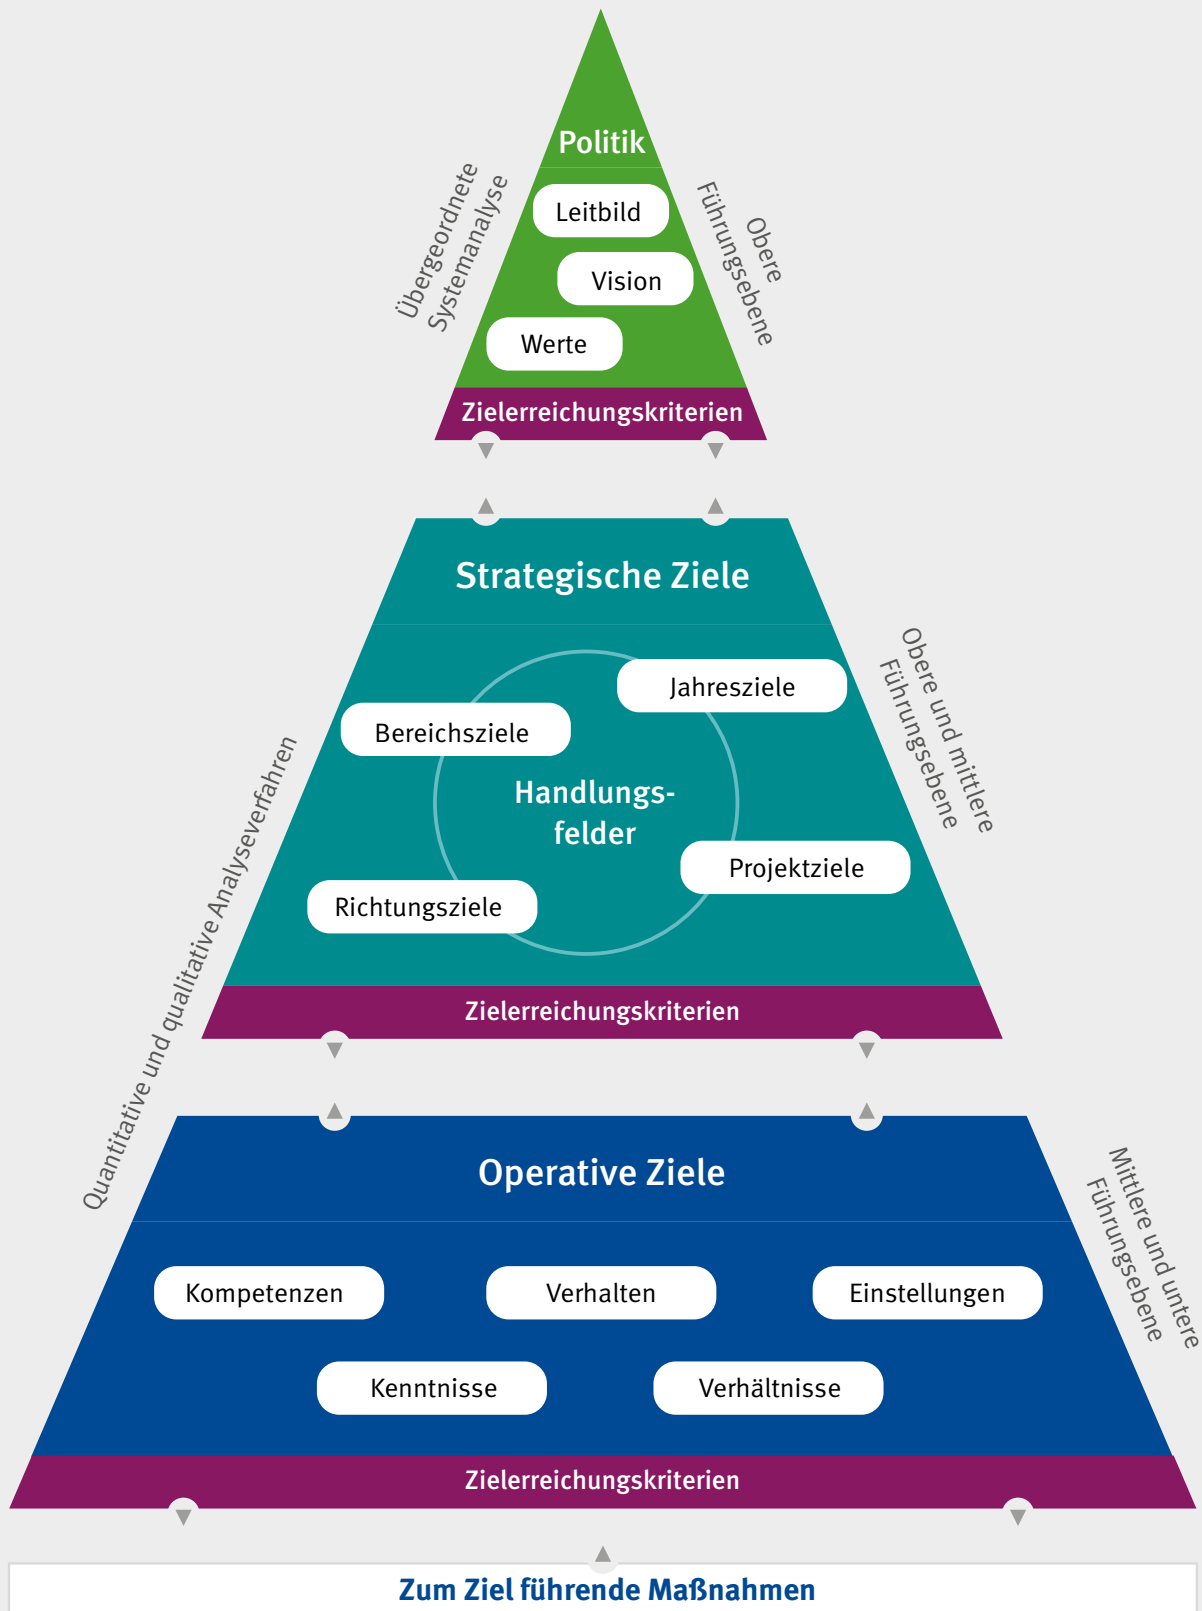 Politik
Übergeordnete
Systemanalyse
Obere
Führungsebene
Leitbild
Vision
Werte
Zielerreichungskriterien
Strategische Ziele
Obere und mittlere
Führungsebene
Jahresziele
Bereichsziele
Handlungs-
felder
Projektziele
Richtungsziele
Quantitative und qualitative Analyseverfahren
Zielerreichungskriterien
Operative Ziele
Mittlere und untere
Führungsebene
Kompetenzen
Verhalten
Einstellungen
Kenntnisse
Verhältnisse
Zielerreichungskriterien
Zum Ziel führende Maßnahmen